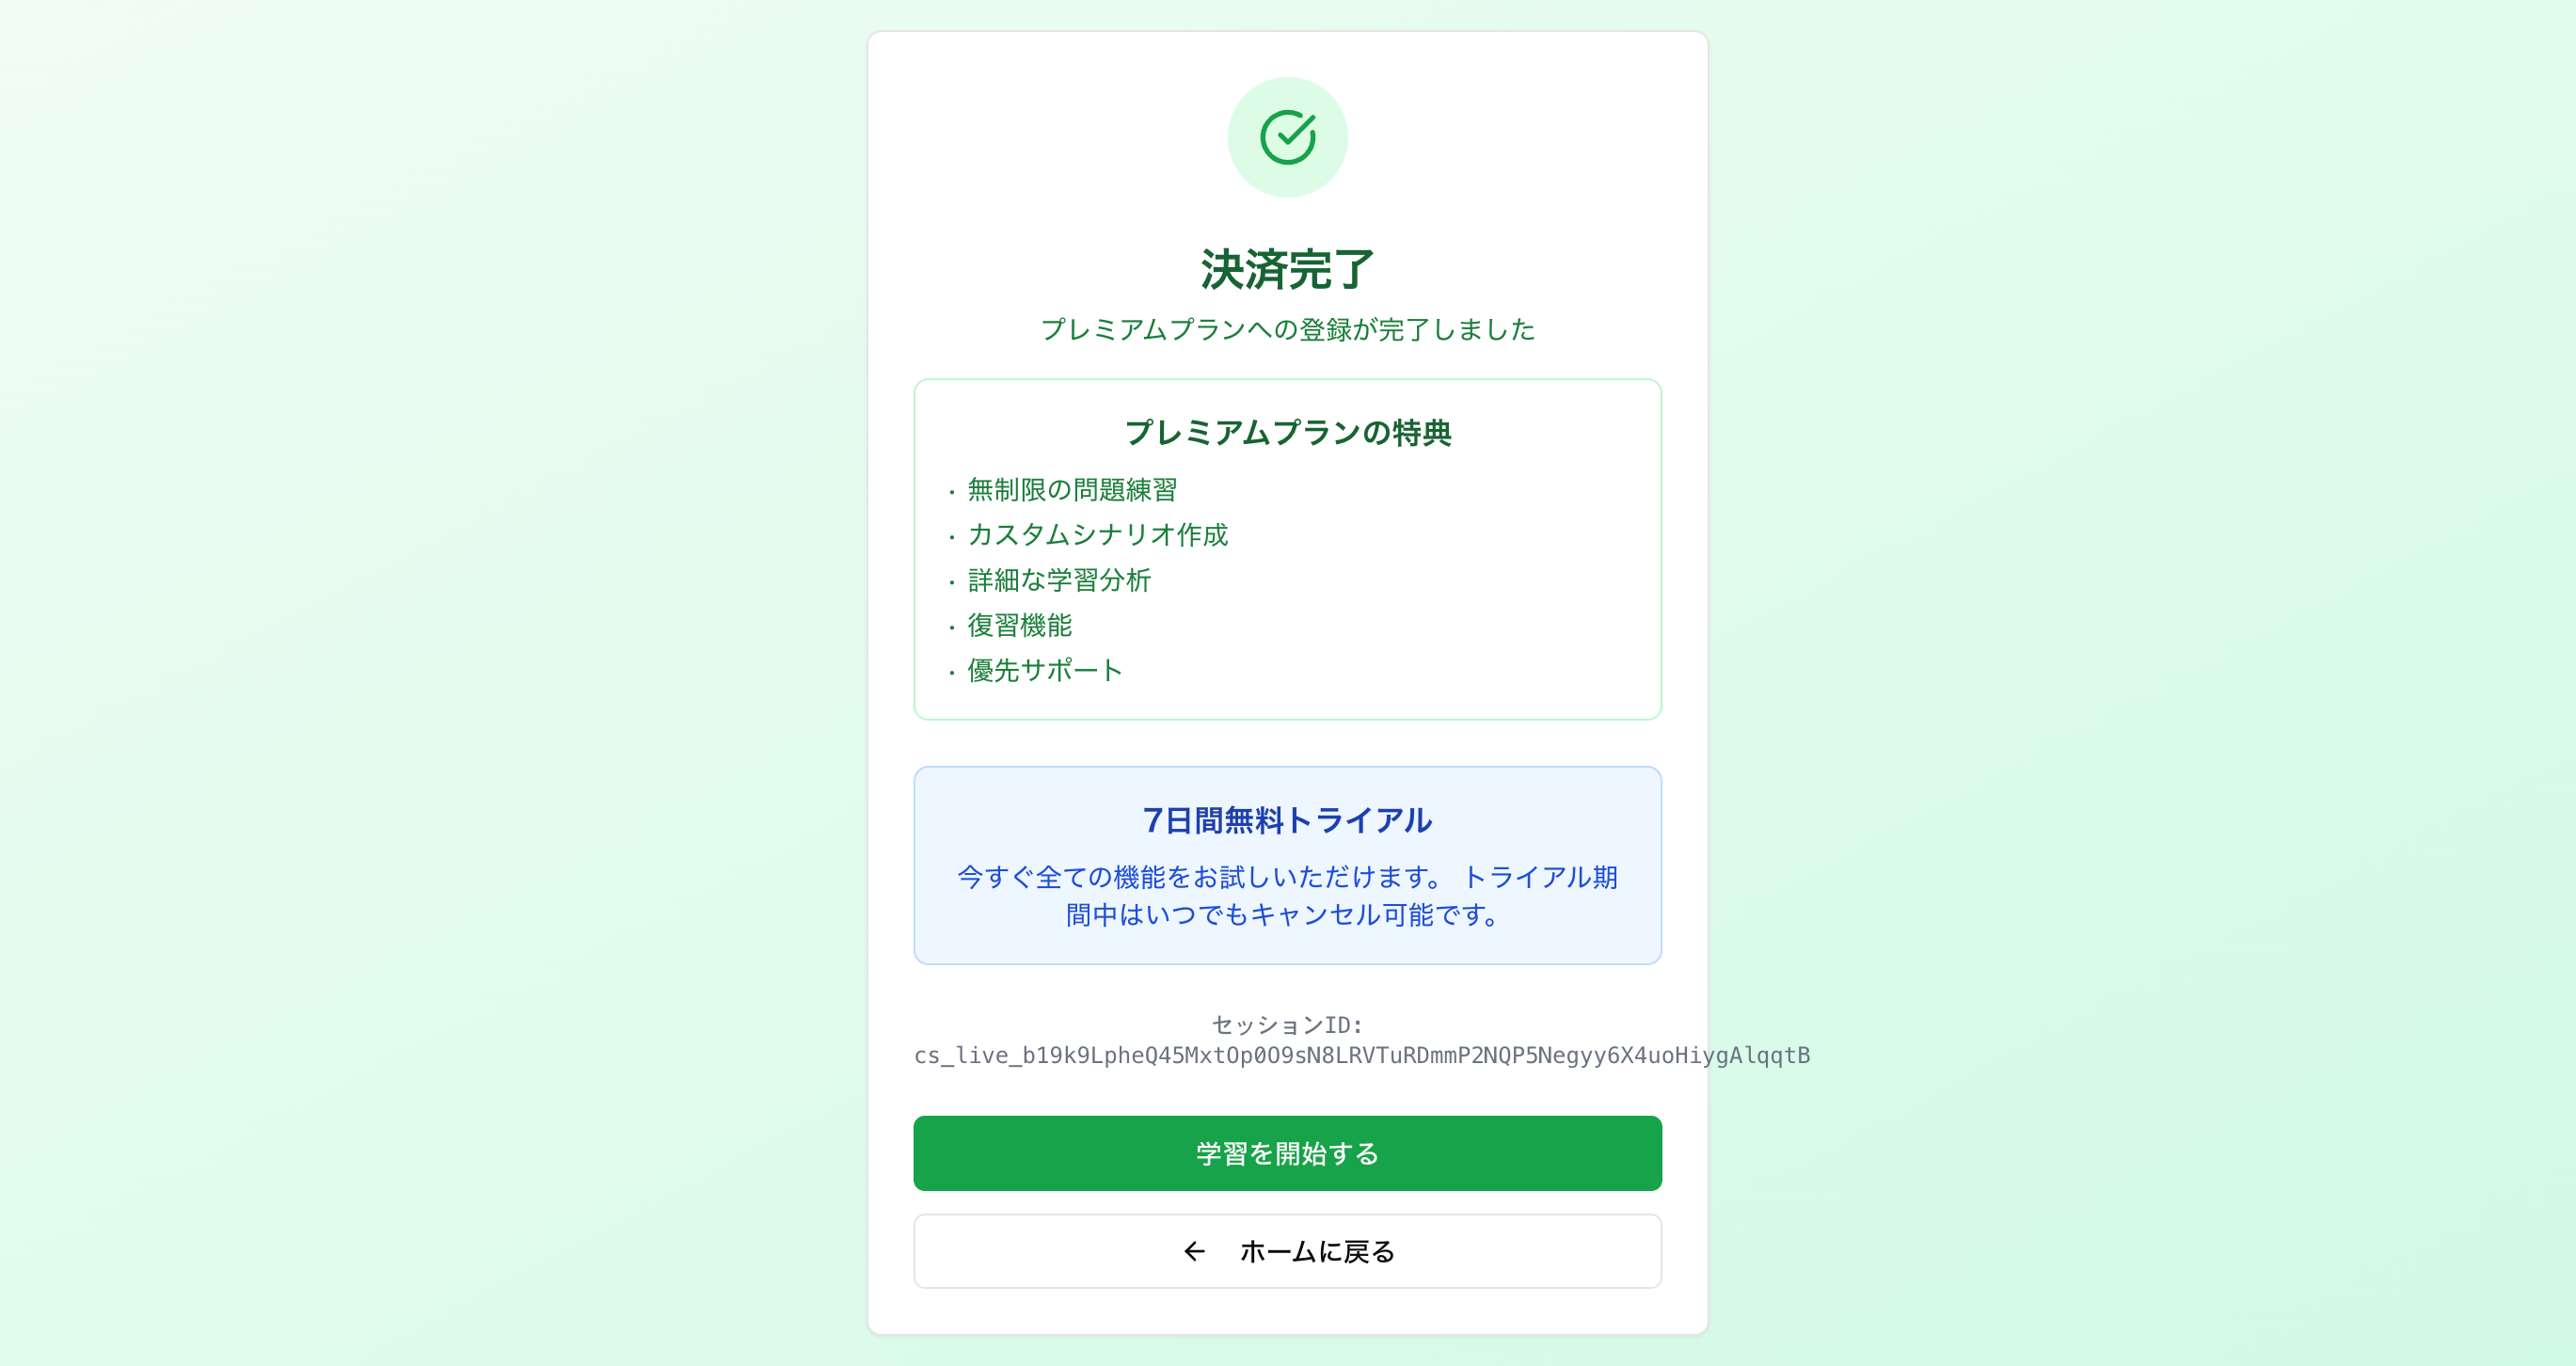 決済完了
プレミアムプランへの登録が完了しました
プレミアムプランの特典
・無制限の問題練習
・カスタムシナリオ作成
・詳細な学習分析
・復習機能
・優先サポート
7日間無料トライアル
今すぐ全ての機能をお試しいただけます。 トライアル期
間中はいつでもキャンセル可能です。
セッションID:
cs_live_b19k9LpheQ45MxtOp0O9sN8LRVTuRDmmP2NQP5Negyy6X4uoHiygAlqqtB
学習を開始する
← ホームに戻る